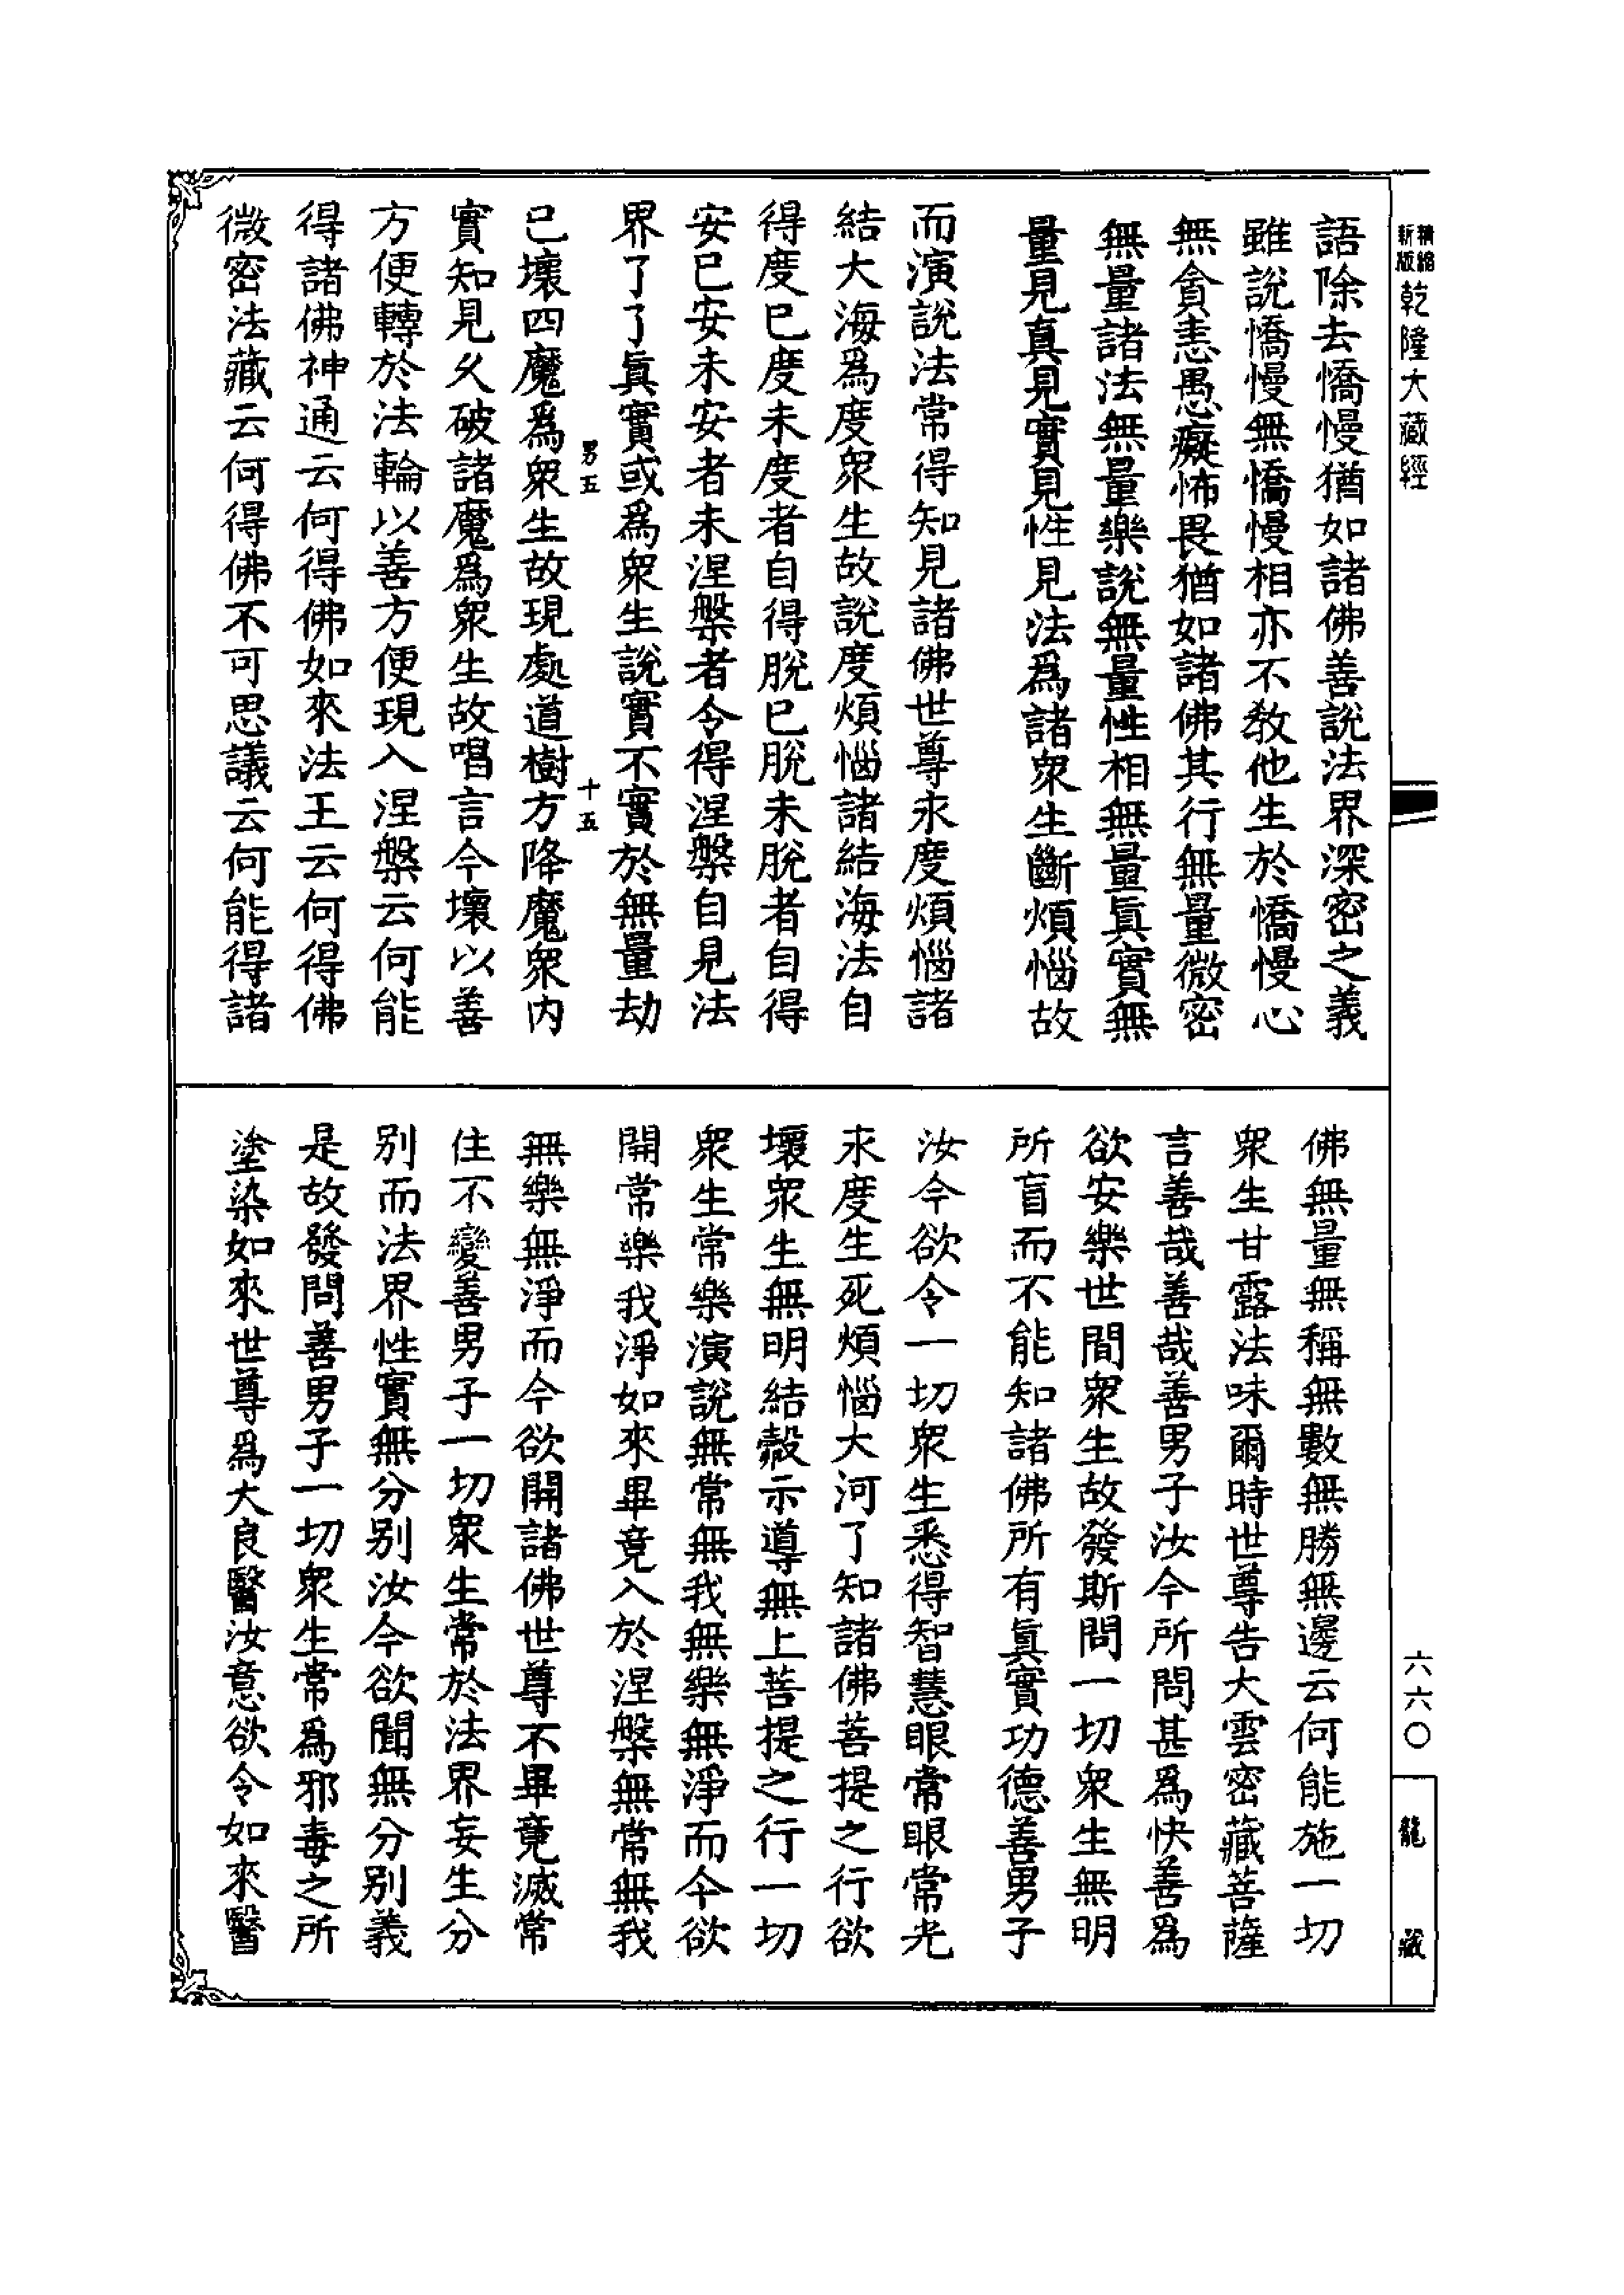 精縮新版乾隆大藏經
語除去憍慢猶如諸佛善說法界深密之義
雖說憍慢無憍慢相亦不教他生於憍慢心
無貪恚愚癡怖畏猶如諸佛其行無量微密
無量諸法無量樂說無量性相無量眞實無
量見真見實見性見法爲諸衆生斷煩惱故
而演說法常得知見諸佛世尊永度煩惱諸
結大海爲度衆生故說度煩惱諸結海法自
得度已度未度者自得脫已脫未脫者自得
安已安未安者未涅槃者令得涅槃自見法
界了了眞實或爲衆生說實不實於無量劫
男五 十五
已壞四魔爲衆生故現處道樹方降魔衆內
實知見久破諸魔爲衆生故唱言今壞以善
方便轉於法輪以善方便現入涅槃云何能
得諸佛神通云何得佛如來法王云何得佛
微密法藏云何得佛不可思議云何能得諸
佛無量無稱無數無勝無邊云何能施一切
衆生甘露法味爾時世尊告大雲密藏菩薩
言善哉善哉善男子汝今所問甚爲快善爲
欲安樂世間衆生故發斯問一切衆生無明
所盲而不能知諸佛所有眞實功德善男子
汝今欲令一切衆生悉得智慧眼常眼常光
永度生死煩惱大河了知諸佛菩提之行欲
壞衆生無明結㲉示導無上菩提之行一切
衆生常樂演說無常無我無樂無淨而今欲
開常樂我淨如來畢竟入於涅槃無常無我
無樂無淨而今欲開諸佛世尊不畢竟滅常
住不變善男子一切衆生常於法界妄生分
別而法界性實無分別汝今欲聞無分別義
是故發問善男子一切衆生常爲邪毒之所
塗染如來世尊爲大良醫汝意欲令如來醫
六六〇
龍藏